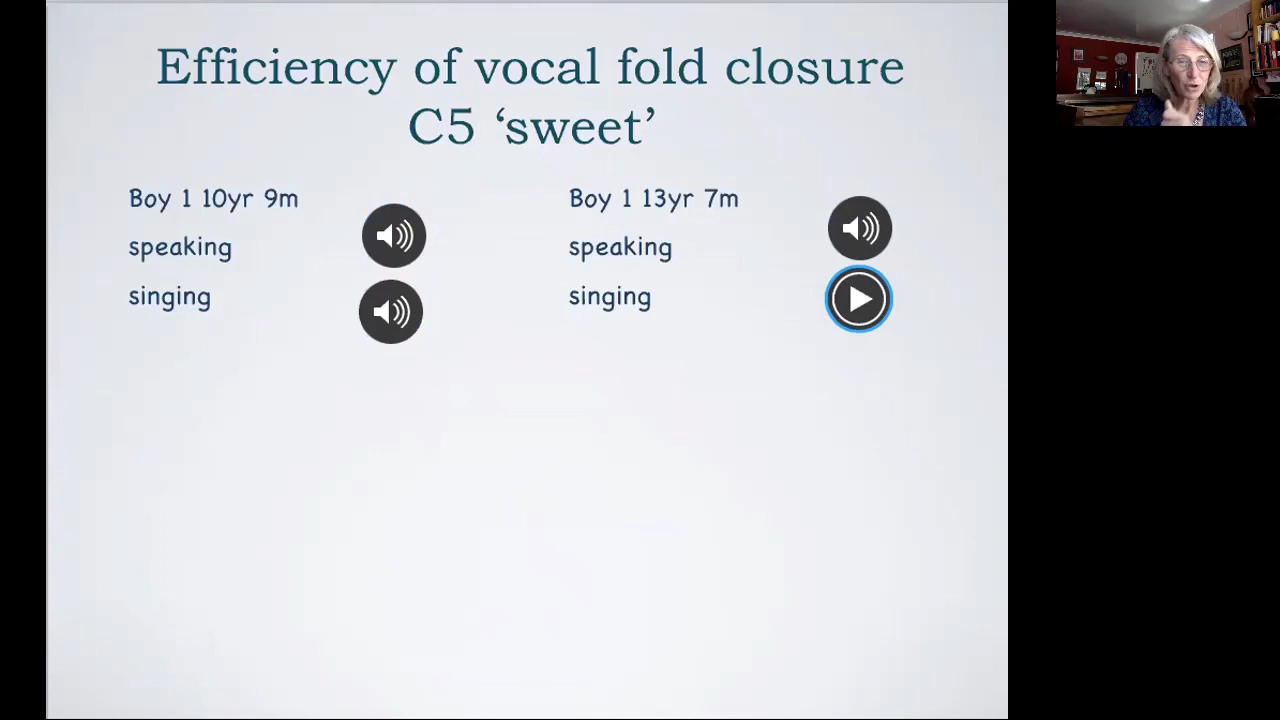 Efficiency of vocal fold closure
C5 ‘sweet’
Boy 1 10yr 9m
speaking
singing
Boy 1 13yr 7m
speaking
singing